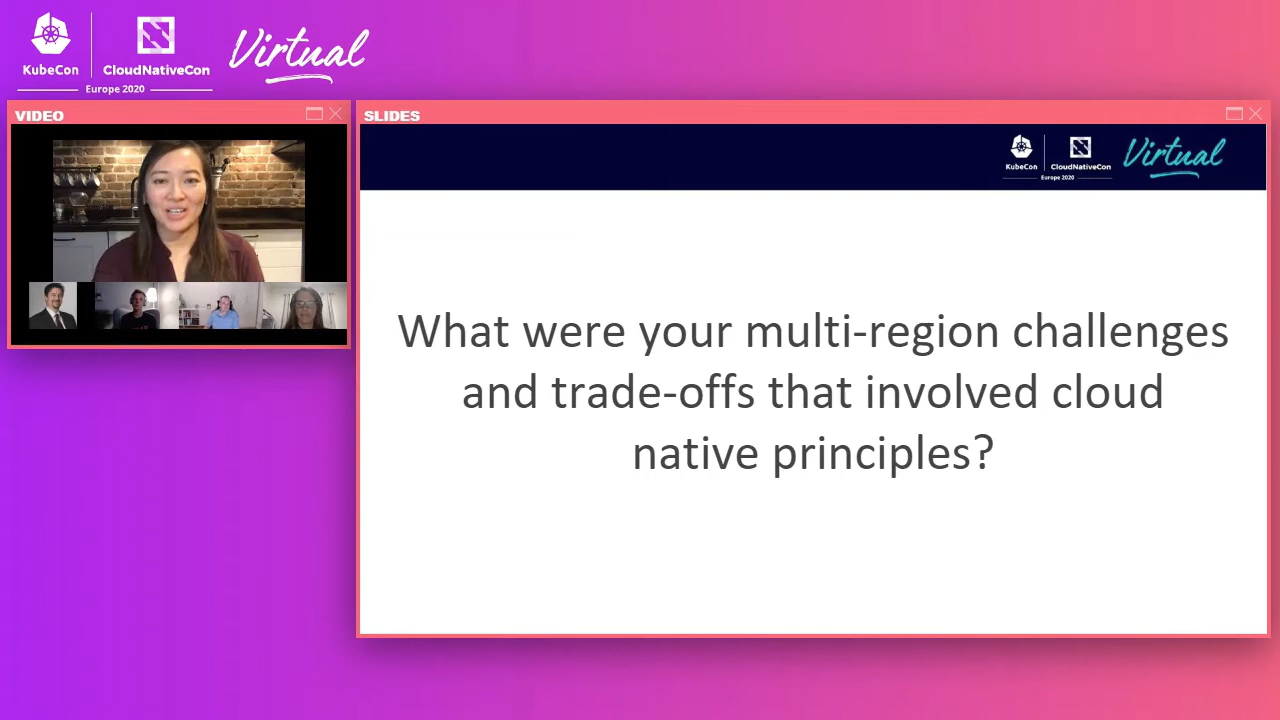 KubeCon
CloudNativeCon
Virtual
Europe 2020
VIDEO
SLIDES
KubeCon
CloudNativeCon
Virtual
Europe 2020
What were your multi-region challenges
and trade-offs that involved cloud
native principles?